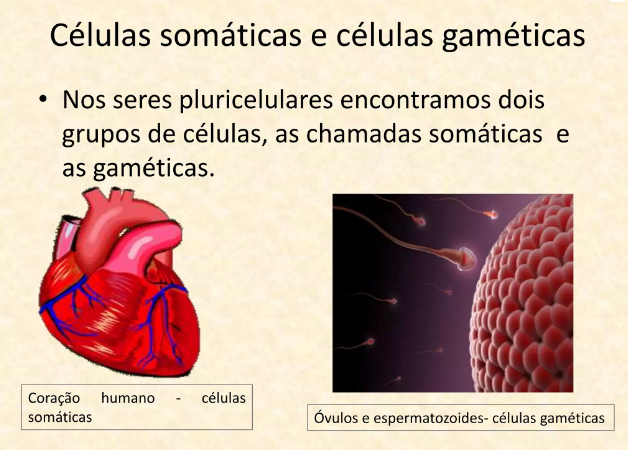 Células somáticas e células gaméticas
• Nos seres pluricelulares encontramos dois
grupos de células, as chamadas somáticas e
as gaméticas.
Coração humano - células
somáticas
Óvulos e espermatozoides- células gaméticas